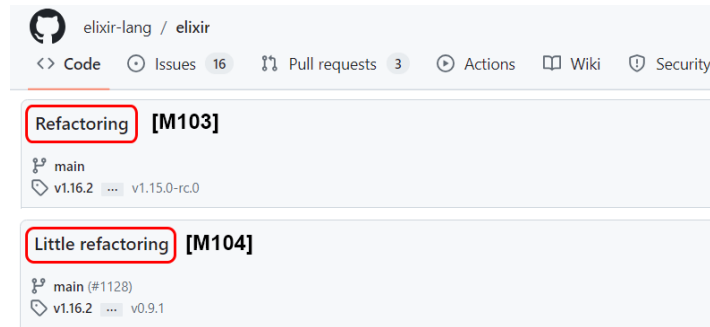 elixir-lang / elixir
<> Code Issues 16 Pull requests 3 Actions Wiki Security
Refactoring [M103]
main
v1.16.2 ... v1.15.0-rc.0
Little refactoring [M104]
main (#1128)
v1.16.2 ... v0.9.1